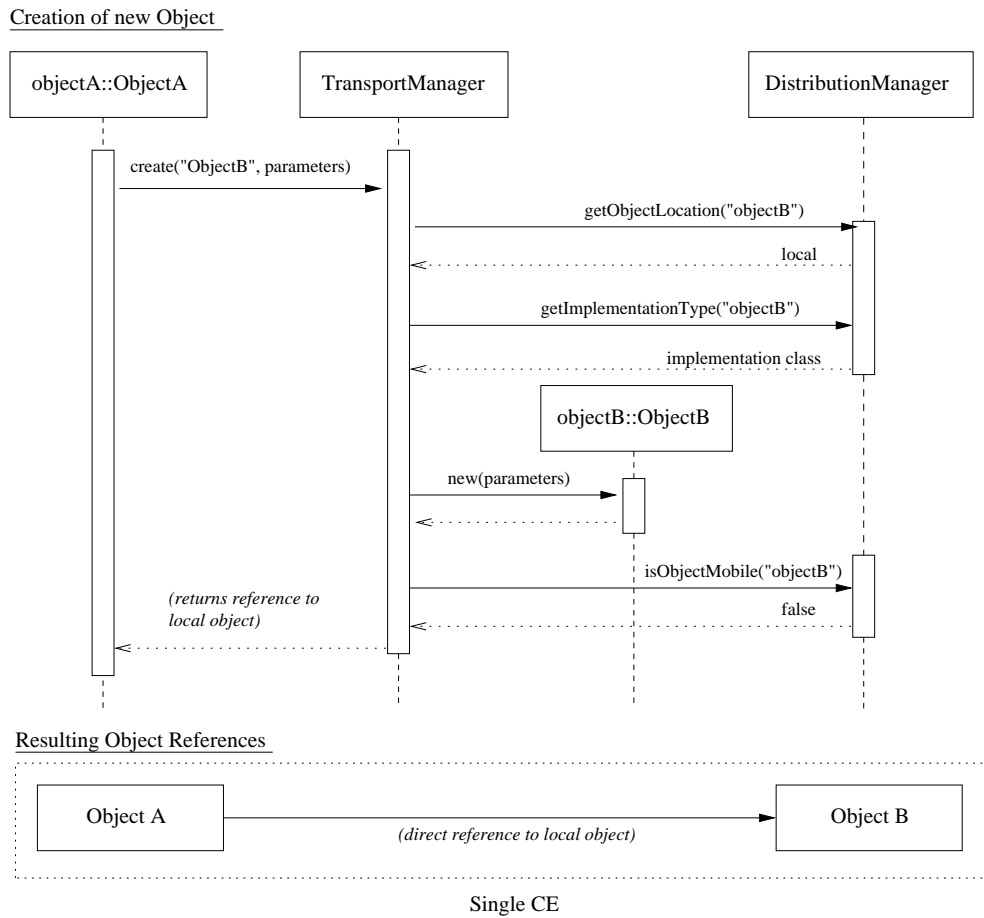 Creation of new Object
objectA::ObjectA
TransportManager
DistributionManager
create("ObjectB", parameters)
getObjectLocation("objectB")
local
getImplementationType("objectB")
implementation class
objectB::ObjectB
new(parameters)
isObjectMobile("objectB")
(returns reference to
local object)
false
Resulting Object References
Object A
Object B
(direct reference to local object)
Single CE